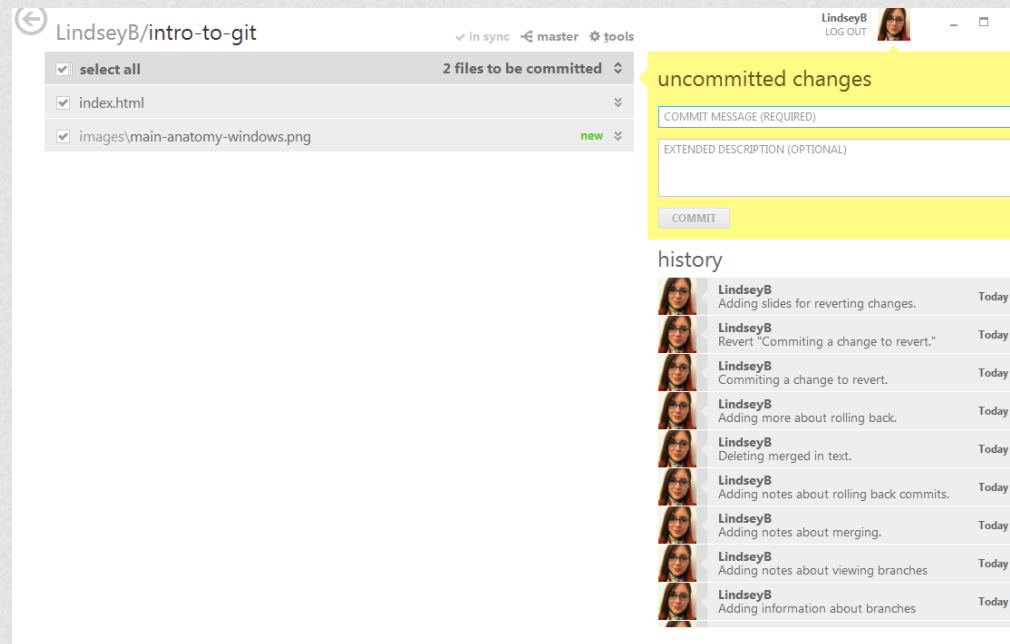 LindseyB/intro-to-git
in sync master tools
LindseyB
LOG OUT
select all 2 files to be committed
index.html
images\main-anatomy-windows.png new
uncommitted changes
COMMIT MESSAGE (REQUIRED)
EXTENDED DESCRIPTION (OPTIONAL)
COMMIT
history
LindseyB
Adding slides for reverting changes. Today
LindseyB
Revert "Commiting a change to revert." Today
LindseyB
Commiting a change to revert. Today
LindseyB
Adding more about rolling back. Today
LindseyB
Deleting merged in text. Today
LindseyB
Adding notes about rolling back commits. Today
LindseyB
Adding notes about merging. Today
LindseyB
Adding notes about viewing branches Today
LindseyB
Adding information about branches Today